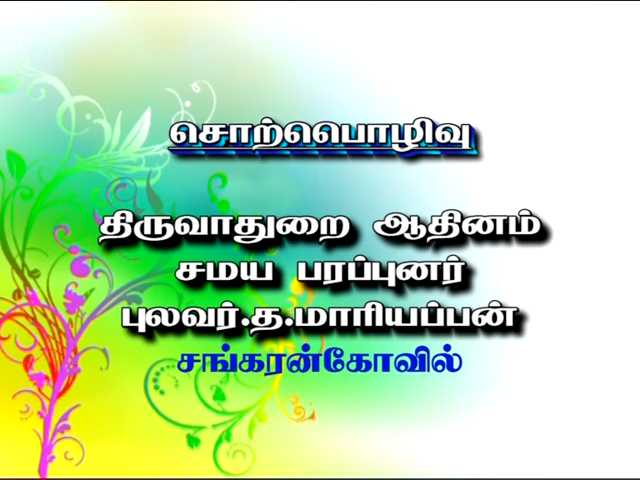 சொற்பொழிவு
திருவாதுறை ஆதினம்
சமய பரப்புனர்
புலவர்.த.மாரியப்பன்
சங்கரன்கோவில்